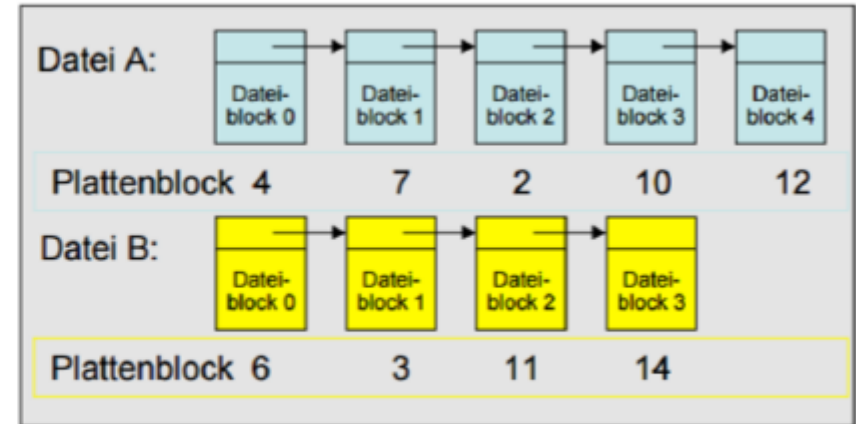 Datei A:
Datei-
block 0
Datei-
block 1
Datei-
block 2
Datei-
block 3
Datei-
block 4
Plattenblock 4 7 2 10 12
Datei B:
Datei-
block 0
Datei-
block 1
Datei-
block 2
Datei-
block 3
Plattenblock 6 3 11 14